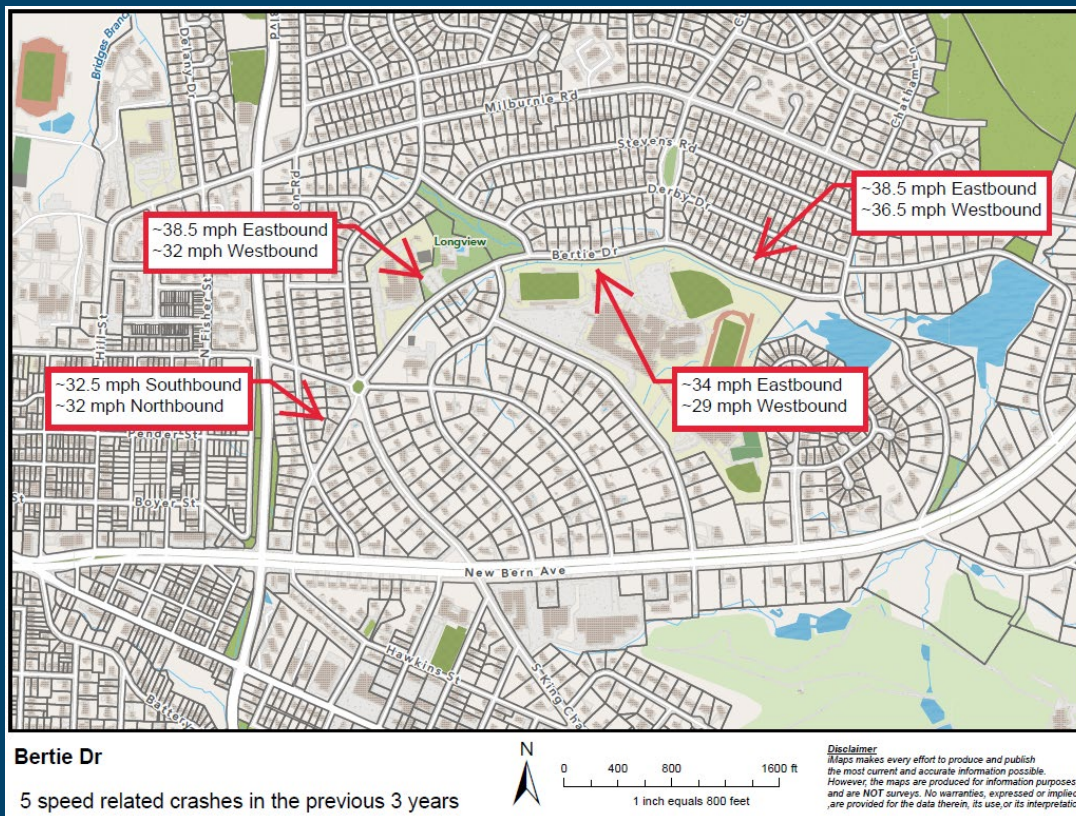 Blvd
Bridges Branch
DeLany Dr
Chatham Ln
Milburnie Rd
Stevens Rd
Derby Dr
~38.5 mph Eastbound
~36.5 mph Westbound
~38.5 mph Eastbound
~32 mph Westbound
Longview
Bertie Dr
N Fisher St
Hill St
~32.5 mph Southbound
~32 mph Northbound
~34 mph Eastbound
~29 mph Westbound
Pender St
St
Boyer St
New Bern Ave
Hawkins St
S King Cha
Battery
Bertie Dr
5 speed related crashes in the previous 3 years
N
0 400 800 1600 ft
1 inch equals 800 feet
Disclaimer
iMaps makes every effort to produce and publish
the most current and accurate information possible.
However, the maps are produced for information purposes,
and are NOT surveys. No warranties, expressed or implied
,are provided for the data therein, its use,or its interpretatio